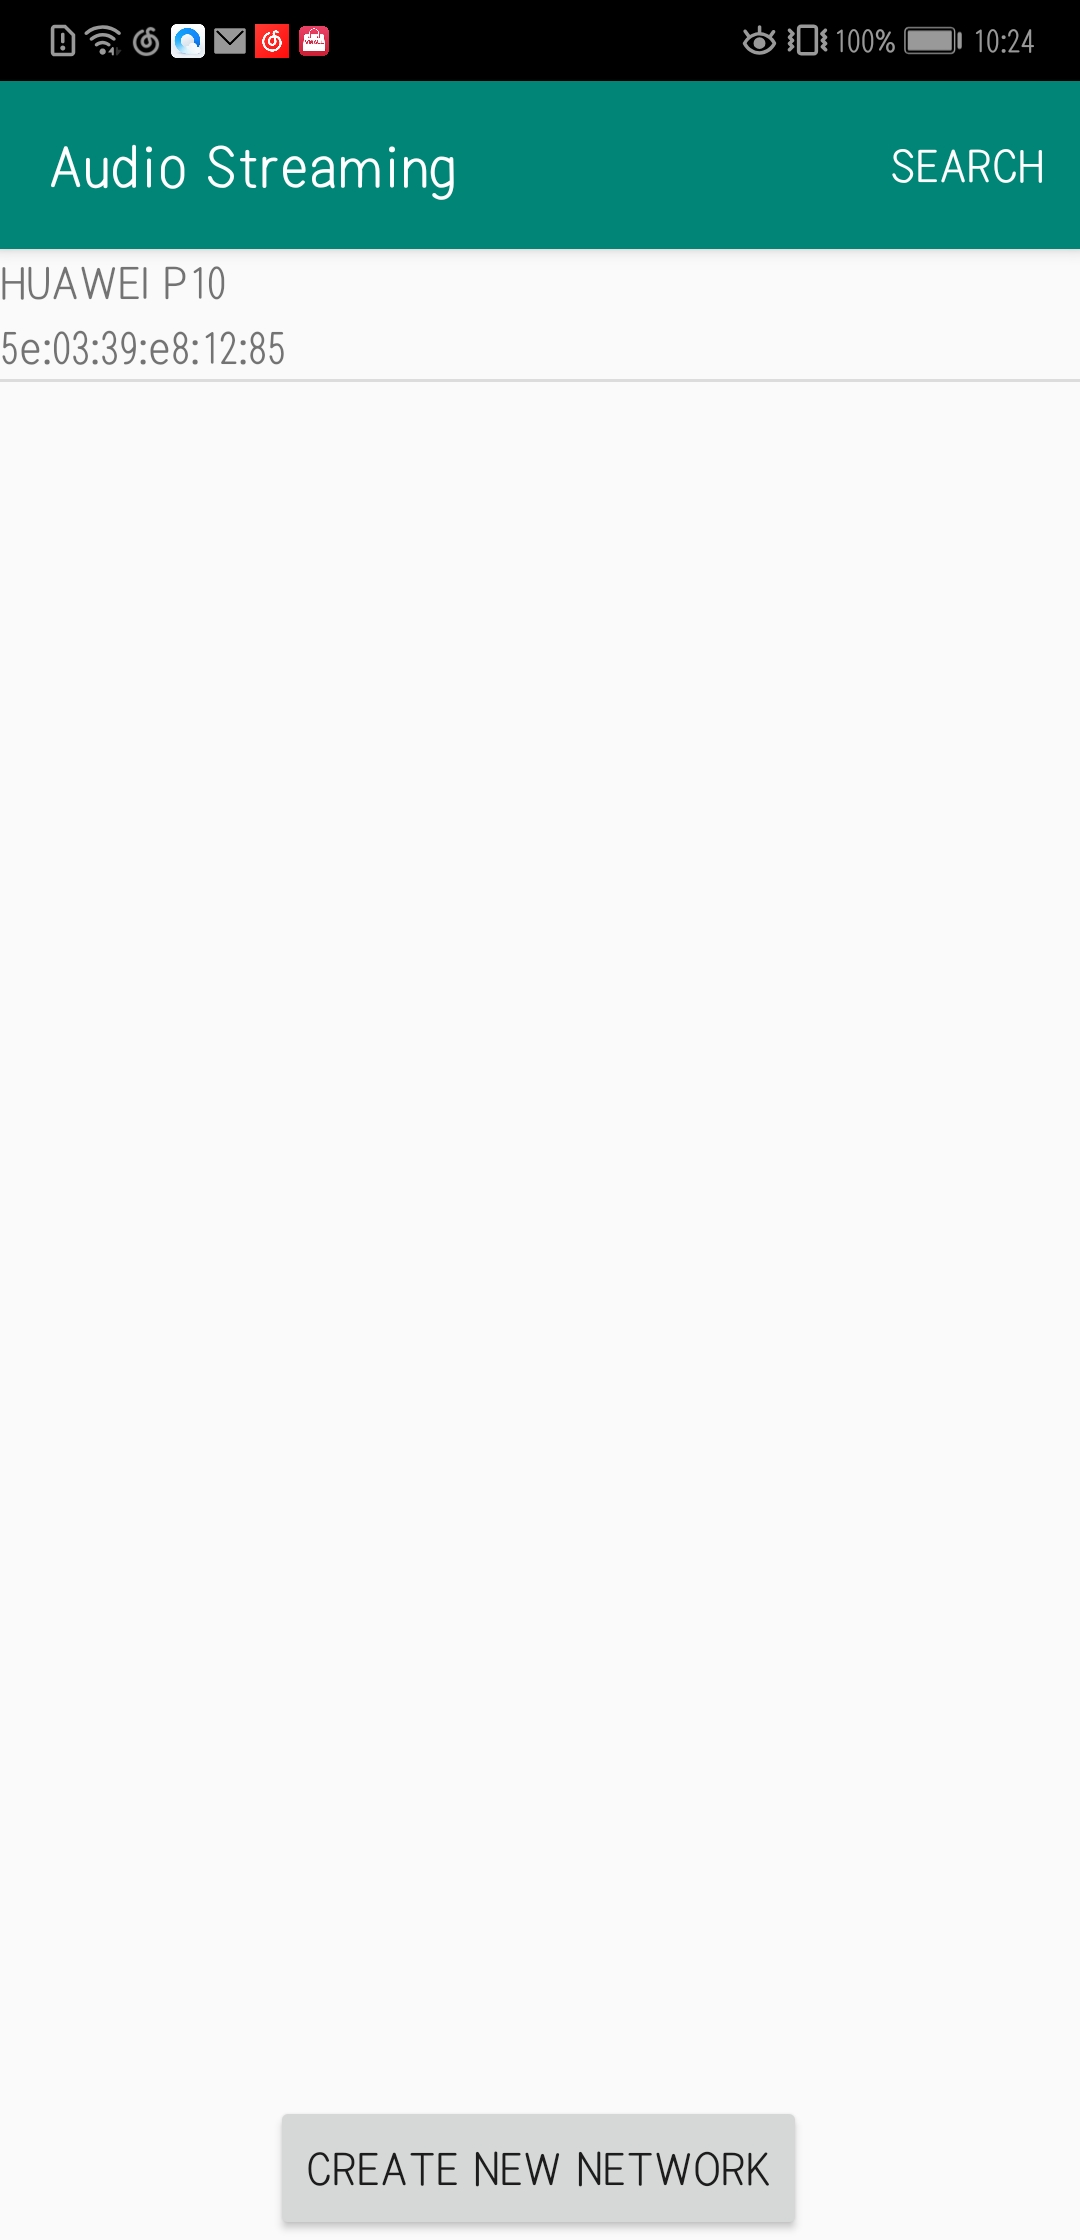 100% 10:24
Audio Streaming SEARCH
HUAWEI P10
5e:03:39:e8:12:85
CREATE NEW NETWORK